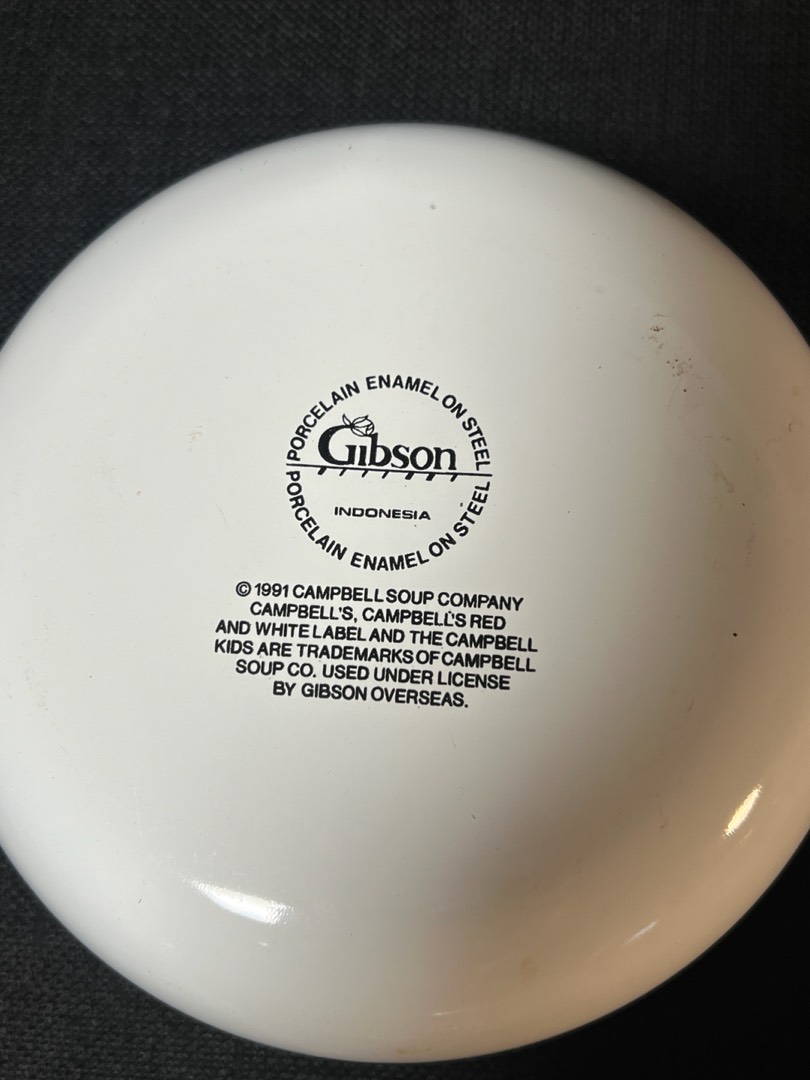 PORCELAIN ENAMEL ON STEEL
Gibson
INDONESIA
PORCELAIN ENAMEL ON STEEL
© 1991 CAMPBELL SOUP COMPANY
CAMPBELL'S, CAMPBELL'S RED
AND WHITE LABEL AND THE CAMPBELL
KIDS ARE TRADEMARKS OF CAMPBELL
SOUP CO. USED UNDER LICENSE
BY GIBSON OVERSEAS.